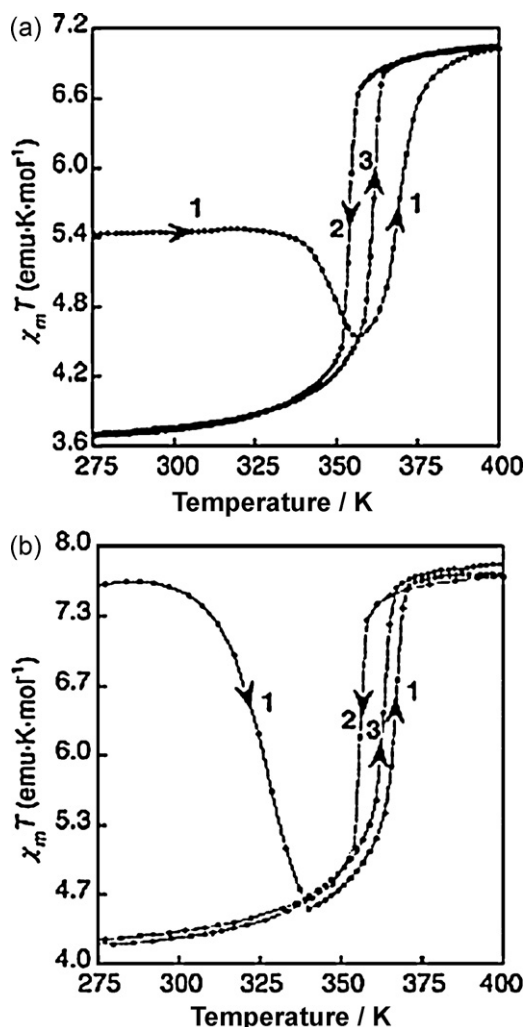 (a)
7.2
6.6
6.0
5.4
4.8
4.2
3.6
χmT (emu·K·mol⁻¹)
1
2
3
1
275 300 325 350 375 400
Temperature / K
(b)
8.0
7.3
6.7
6.0
5.3
4.7
4.0
χmT (emu·K·mol⁻¹)
1
2
3
1
275 300 325 350 375 400
Temperature / K